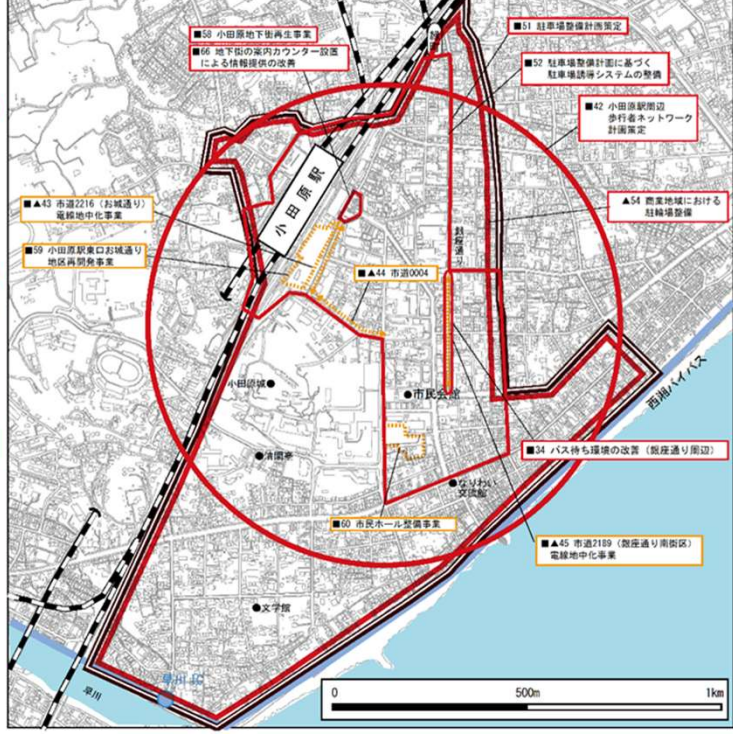 ■58 小田原地下街再生事業
■66 地下街の案内カウンター設置
による情報提供の改善
■51 駐車場整備計画策定
■52 駐車場整備計画に基づく
駐車場誘導システムの整備
■42 小田原駅周辺
歩行者ネットワーク
計画策定
■▲43 市道2216（お城通り）
電線地中化事業
▲54 商業地域における
駐輪場整備
■59 小田原駅東口お城通り
地区再開発事業
小田原駅
銀座通り
■▲44 市道0004
小田原城●
●市民会館
西湘バイパス
●清閑亭
■34 バス待ち環境の改善（銀座通り周辺）
●なりわい
交流館
■60 市民ホール整備事業
■▲45 市道2189（銀座通り南街区）
電線地中化事業
●文学館
早川IC
早川
0 500m 1km